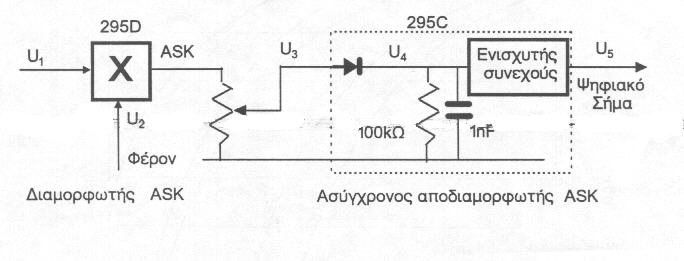 295D
295C
U1
X
ASK
U3
U4
Ενισχυτής
συνεχούς
U5
Ψηφιακό
Σήμα
U2
100kΩ
1nF
Φέρον
Διαμορφωτής ASK
Ασύγχρονος αποδιαμορφωτής ASK